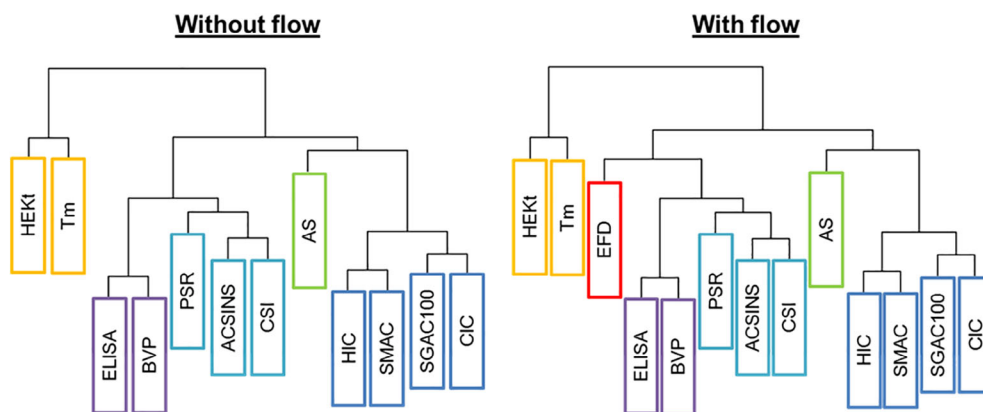 Without flow
HEKt
Tm
ELISA
BVP
PSR
ACSINS
CSI
AS
HIC
SMAC
SGAC100
CIC
With flow
HEKt
Tm
EFD
ELISA
BVP
PSR
ACSINS
CSI
AS
HIC
SMAC
SGAC100
CIC